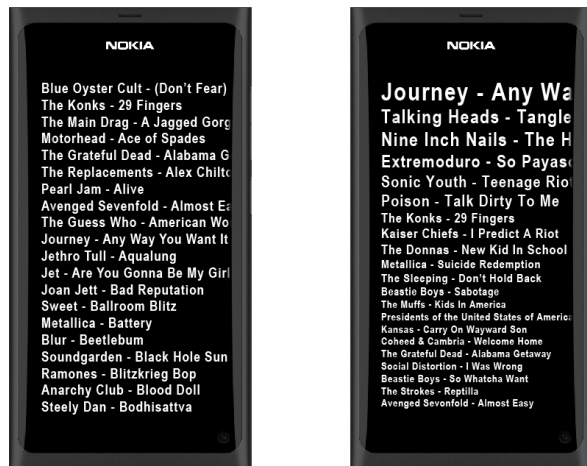 NOKIA
Blue Oyster Cult - (Don't Fear)
The Konks - 29 Fingers
The Main Drag - A Jagged Gorg
Motorhead - Ace of Spades
The Grateful Dead - Alabama G
The Replacements - Alex Chilto
Pearl Jam - Alive
Avenged Sevenfold - Almost Ea
The Guess Who - American Wo
Journey - Any Way You Want It
Jethro Tull - Aqualung
Jet - Are You Gonna Be My Girl
Joan Jett - Bad Reputation
Sweet - Ballroom Blitz
Metallica - Battery
Blur - Beetlebum
Soundgarden - Black Hole Sun
Ramones - Blitzkrieg Bop
Anarchy Club - Blood Doll
Steely Dan - Bodhisattva
NOKIA
Journey - Any Wa
Talking Heads - Tangle
Nine Inch Nails - The H
Extremoduro - So Payaso
Sonic Youth - Teenage Riot
Poison - Talk Dirty To Me
The Konks - 29 Fingers
Kaiser Chiefs - I Predict A Riot
The Donnas - New Kid In School
Metallica - Suicide Redemption
The Sleeping - Don't Hold Back
Beastie Boys - Sabotage
The Muffs - Kids In America
Presidents of the United States of America
Kansas - Carry On Wayward Son
Coheed & Cambria - Welcome Home
The Grateful Dead - Alabama Getaway
Social Distortion - I Was Wrong
Beastie Boys - So Whatcha Want
The Strokes - Reptilla
Avenged Sevonfold - Almost Easy